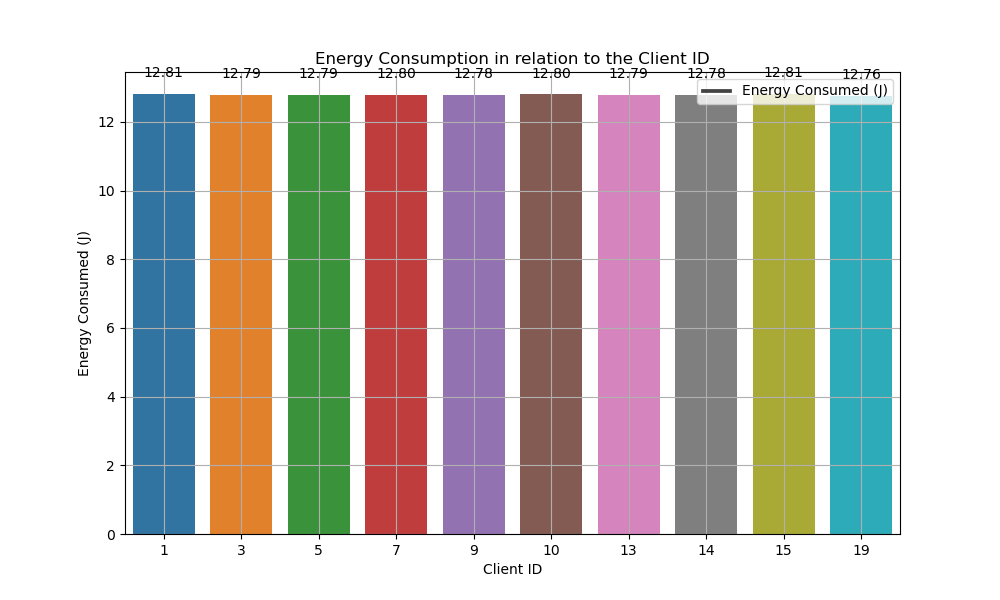 Energy Consumption in relation to the Client ID
12.81 12.79 12.79 12.80 12.78 12.80 12.79 12.78 12.81 12.76
Energy Consumed (J)
Energy Consumed (J)
12
10
8
6
4
2
0
1 3 5 7 9 10 13 14 15 19
Client ID